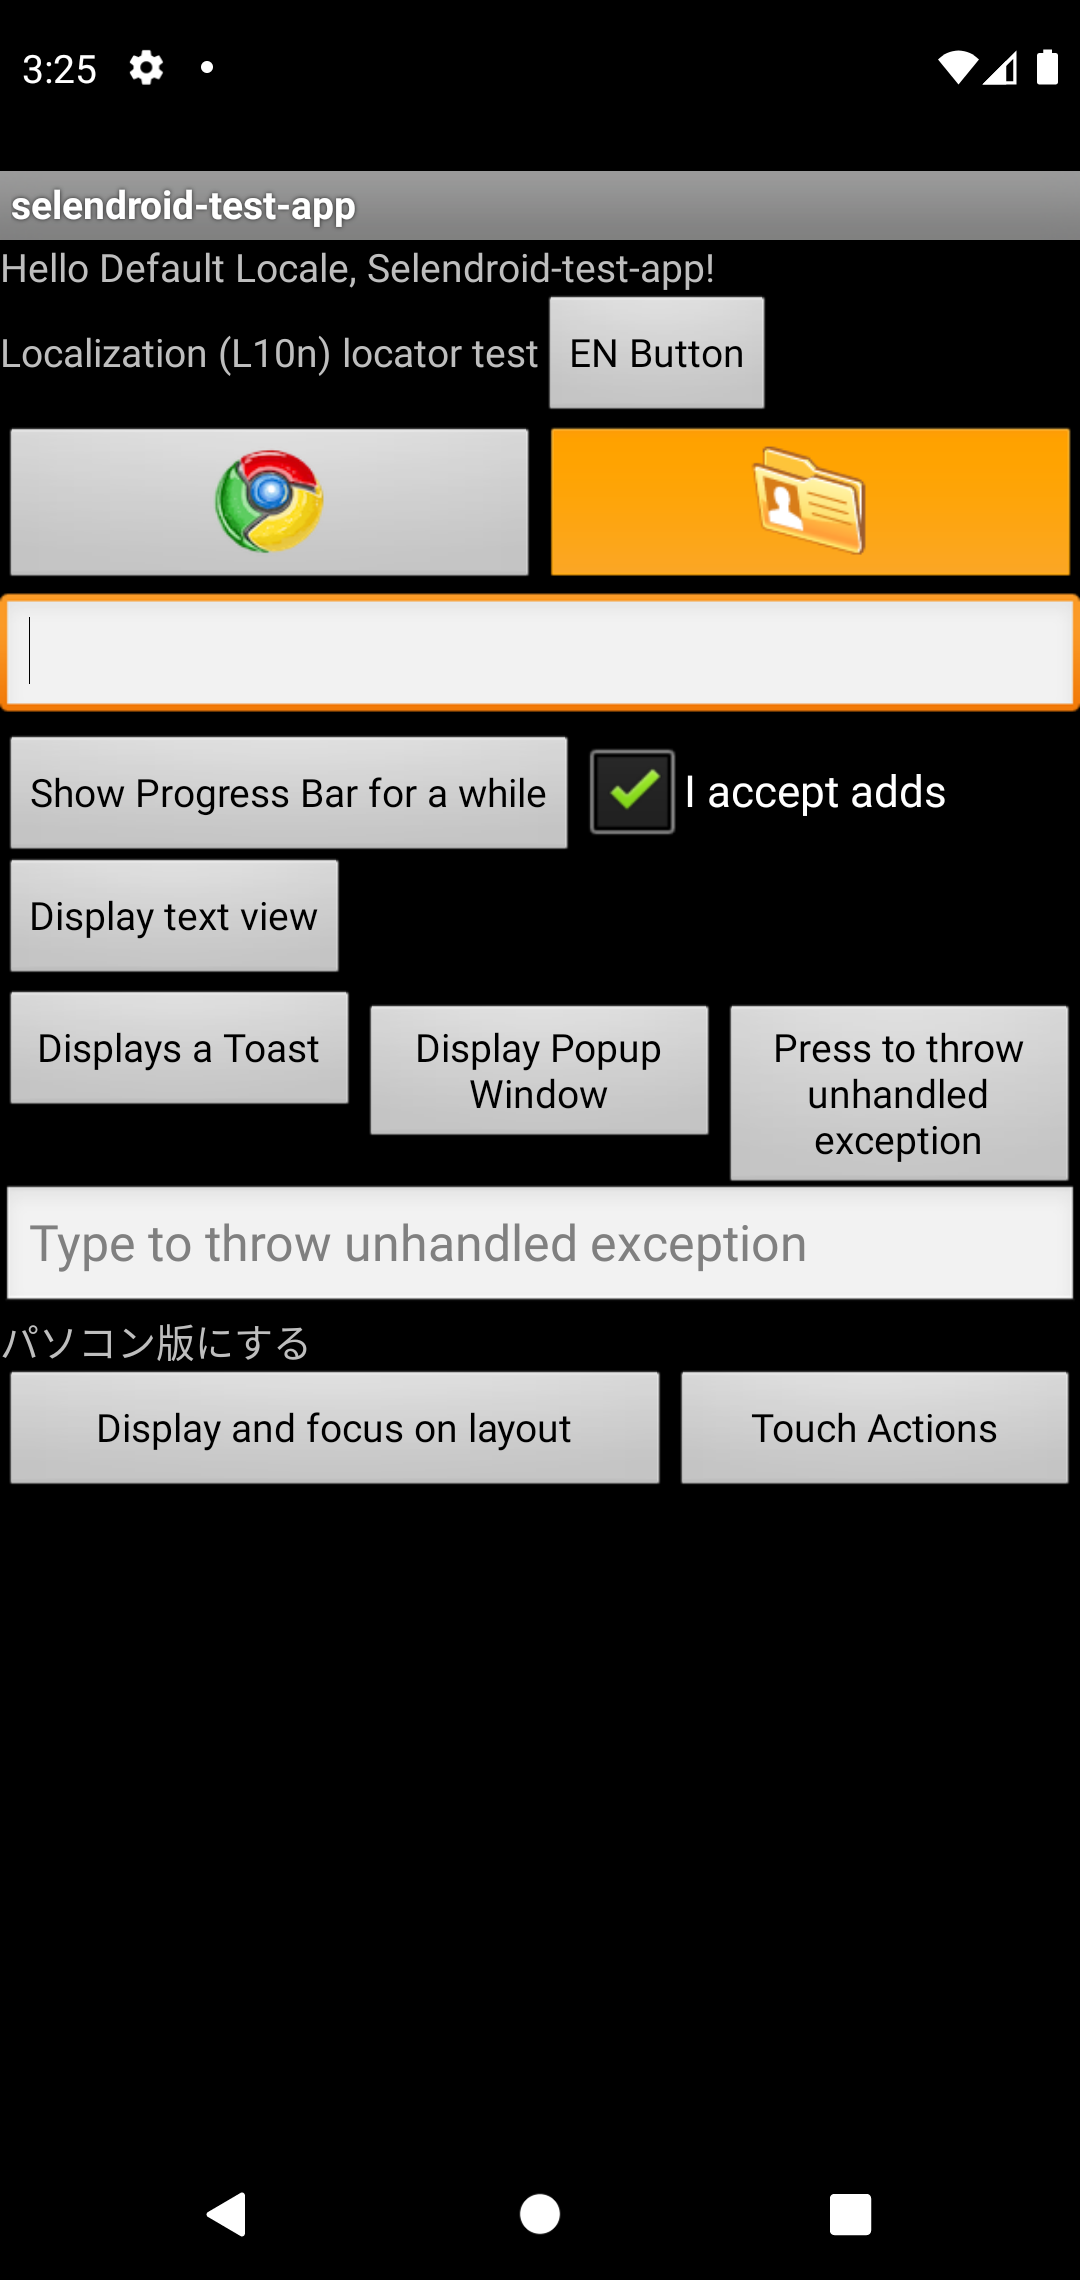 3:25
selendroid-test-app
Hello Default Locale, Selendroid-test-app!
Localization (L10n) locator test
EN Button
Show Progress Bar for a while
I accept adds
Display text view
Displays a Toast
Display Popup
Window
Press to throw
unhandled
exception
Type to throw unhandled exception
パソコン版にする
Display and focus on layout
Touch Actions